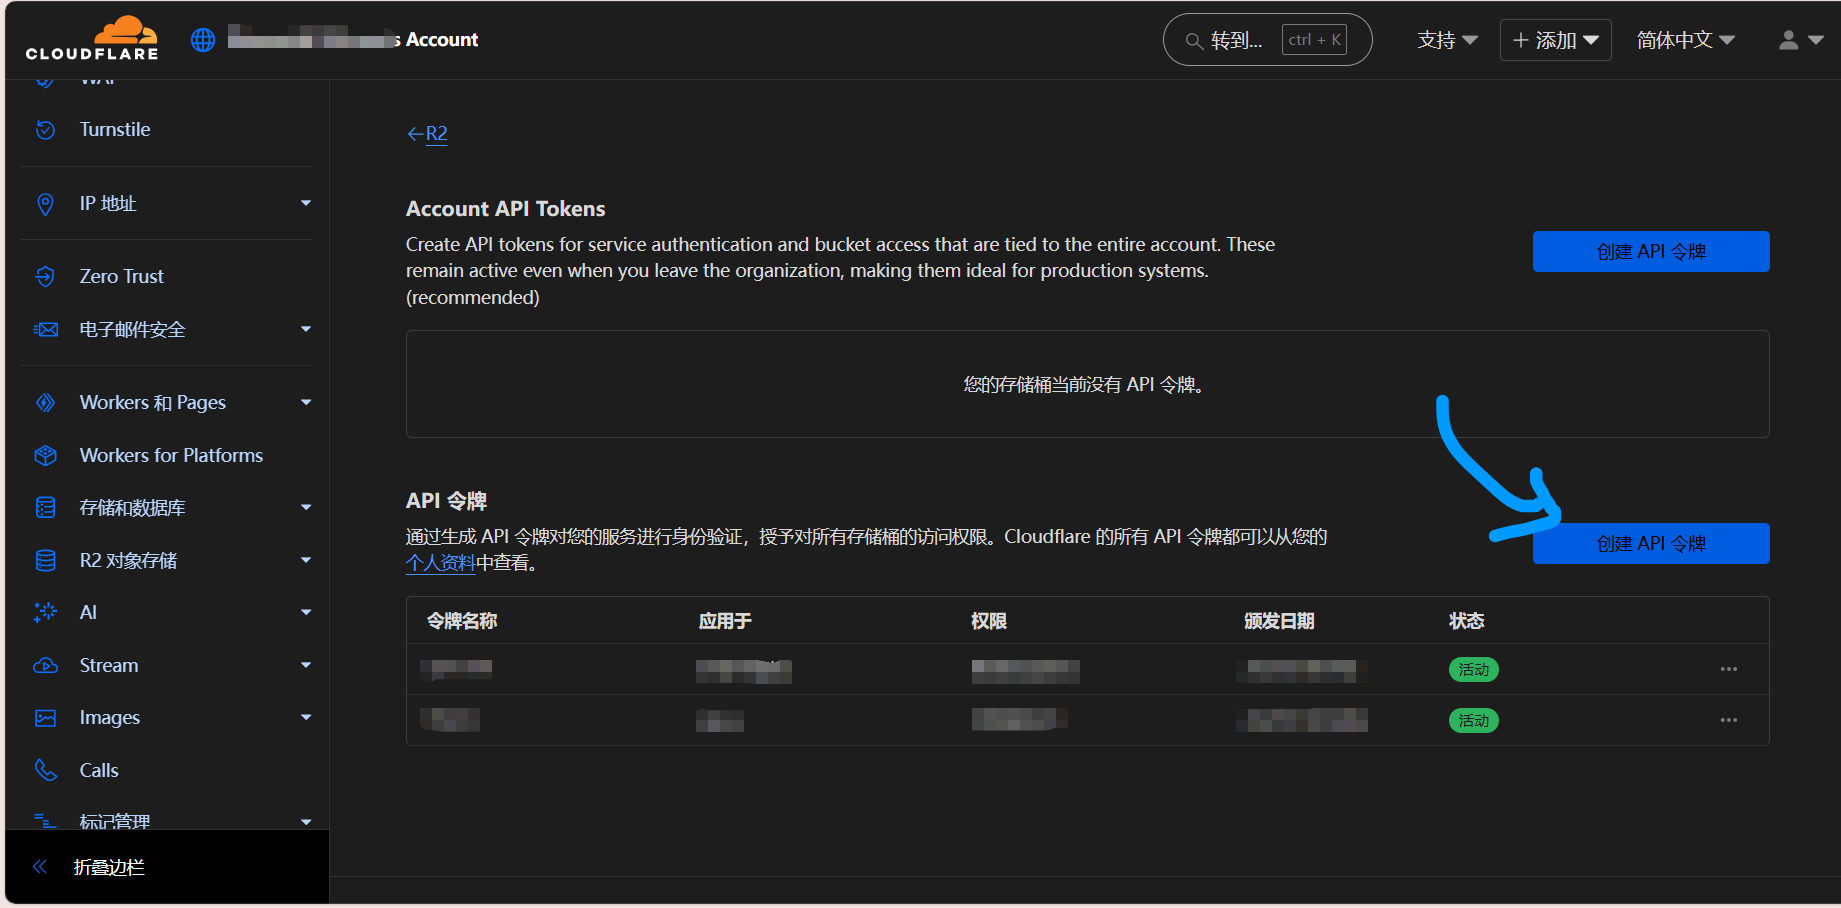 CLOUDFLARE
s Account
转到...
ctrl + K
支持
+ 添加
简体中文
WAF
Turnstile
IP 地址
Zero Trust
电子邮件安全
Workers 和 Pages
Workers for Platforms
存储和数据库
R2 对象存储
AI
Stream
Images
Calls
标记管理
折叠边栏
←R2
Account API Tokens
Create API tokens for service authentication and bucket access that are tied to the entire account. These
remain active even when you leave the organization, making them ideal for production systems.
(recommended)
创建 API 令牌
您的存储桶当前没有 API 令牌。
API 令牌
通过生成 API 令牌对您的服务进行身份验证，授予对所有存储桶的访问权限。Cloudflare 的所有 API 令牌都可以从您的
个人资料中查看。
创建 API 令牌
令牌名称 应用于 权限 颁发日期 状态
活动
活动